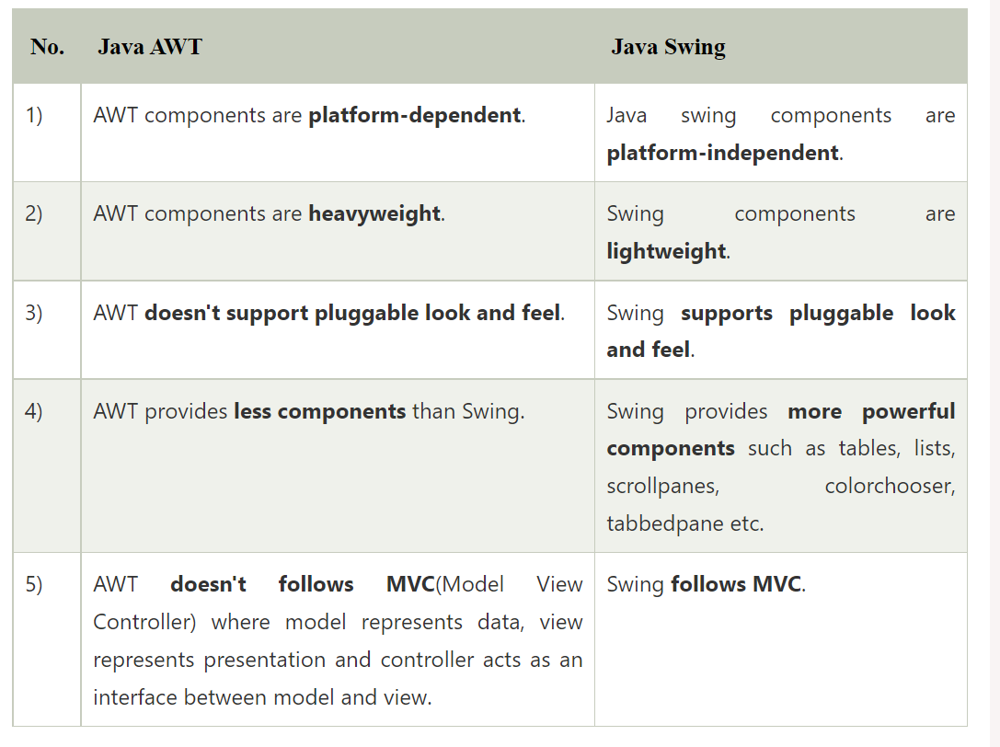 No. Java AWT Java Swing
1) AWT components are platform-dependent. Java swing components are
platform-independent.
2) AWT components are heavyweight. Swing components are
lightweight.
3) AWT doesn't support pluggable look and feel. Swing supports pluggable look
and feel.
4) AWT provides less components than Swing. Swing provides more powerful
components such as tables, lists,
scrollpanes, colorchooser,
tabbedpane etc.
5) AWT doesn't follows MVC(Model View
Controller) where model represents data, view
represents presentation and controller acts as an
interface between model and view.
Swing follows MVC.